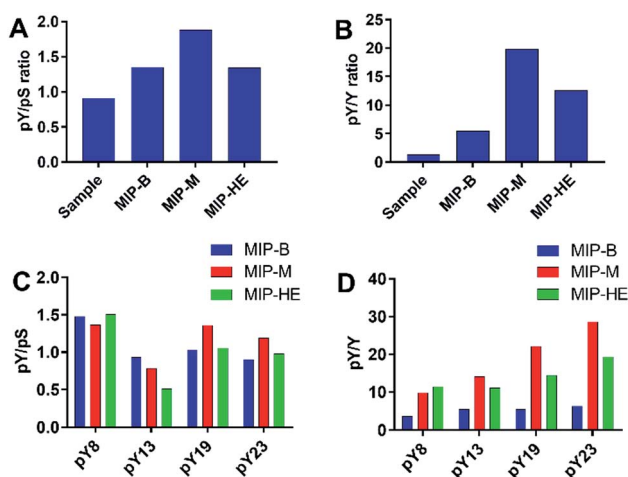 A
pY/pS ratio
2.0
1.5
1.0
0.5
0.0
Sample
MIP-B
MIP-M
MIP-HE
B
pY/Y ratio
25
20
15
10
5
0
Sample
MIP-B
MIP-M
MIP-HE
C
MIP-B
MIP-M
MIP-HE
pY/pS
2.0
1.5
1.0
0.5
0.0
pY8
pY13
pY19
pY23
D
MIP-B
MIP-M
MIP-HE
pY/Y
40
30
20
10
0
pY8
pY13
pY19
pY23